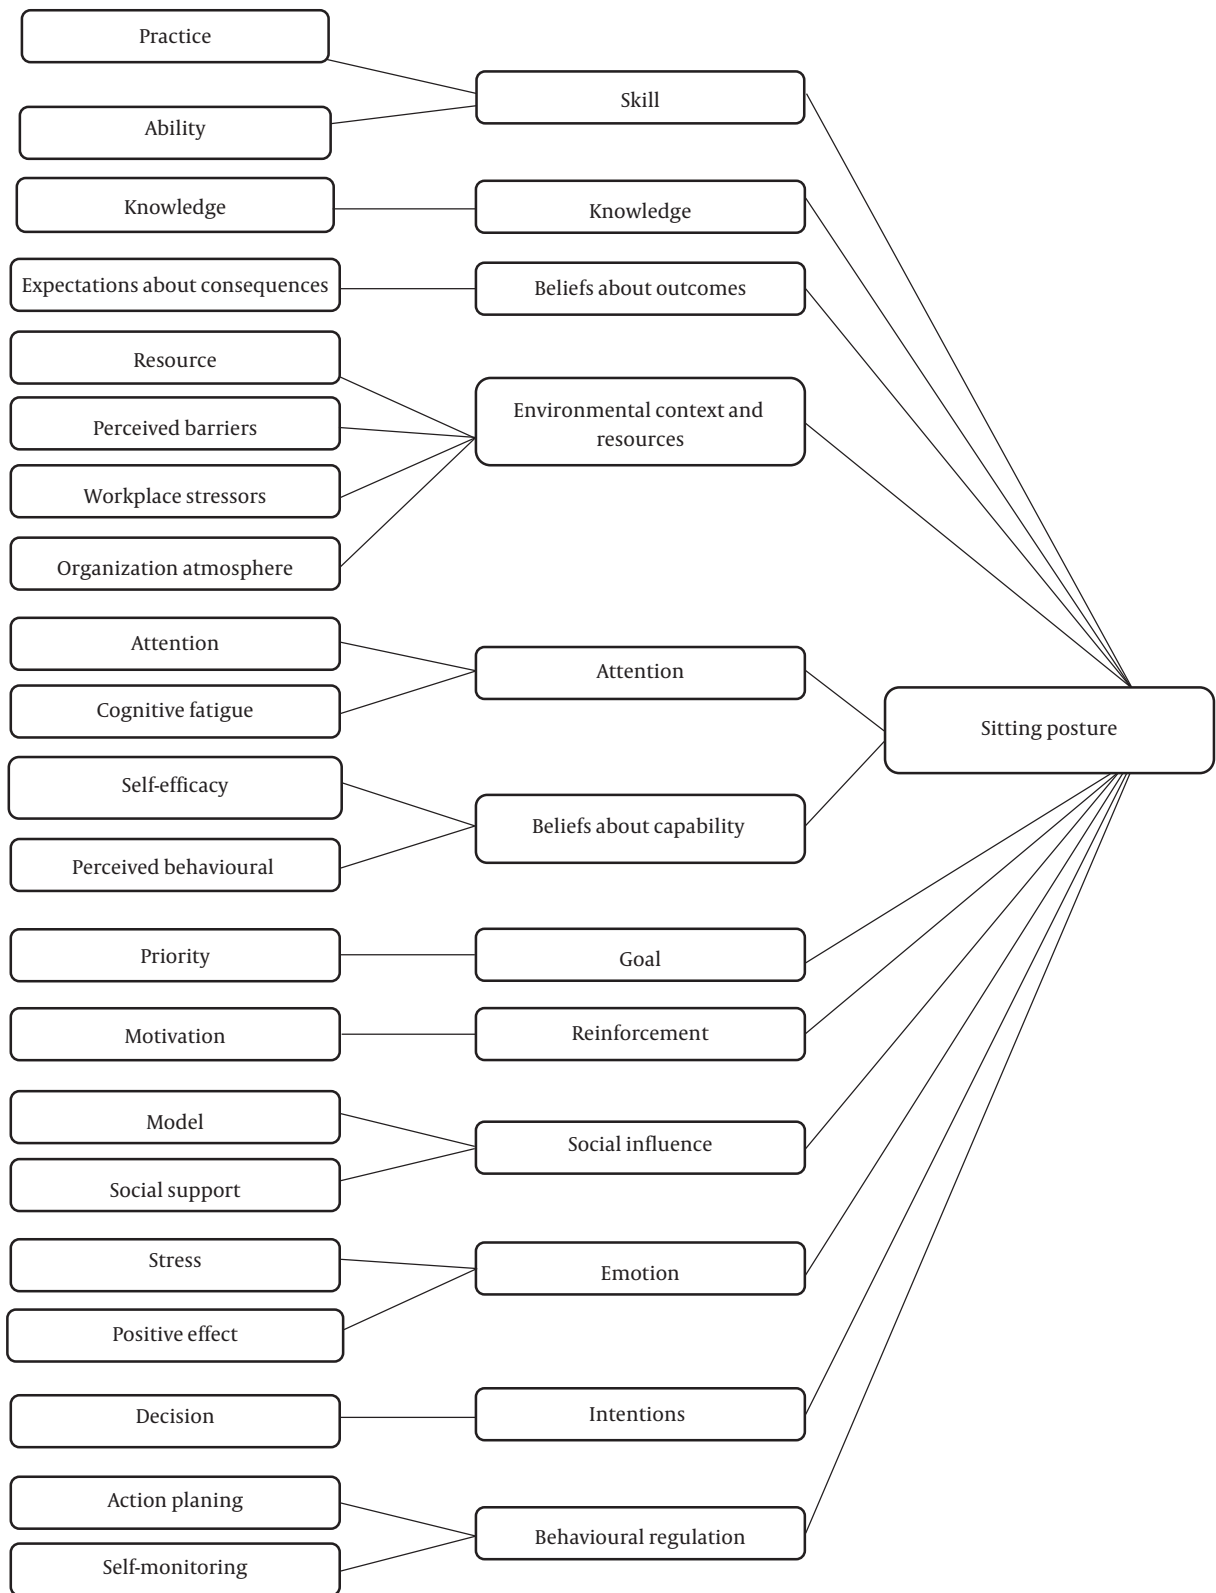 Practice
Skill
Ability
Knowledge
Knowledge
Expectations about consequences
Beliefs about outcomes
Resource
Perceived barriers
Environmental context and
resources
Workplace stressors
Organization atmosphere
Attention
Attention
Cognitive fatigue
Sitting posture
Self-efficacy
Beliefs about capability
Perceived behavioural
Priority
Goal
Motivation
Reinforcement
Model
Social influence
Social support
Stress
Emotion
Positive effect
Decision
Intentions
Action planing
Behavioural regulation
Self-monitoring